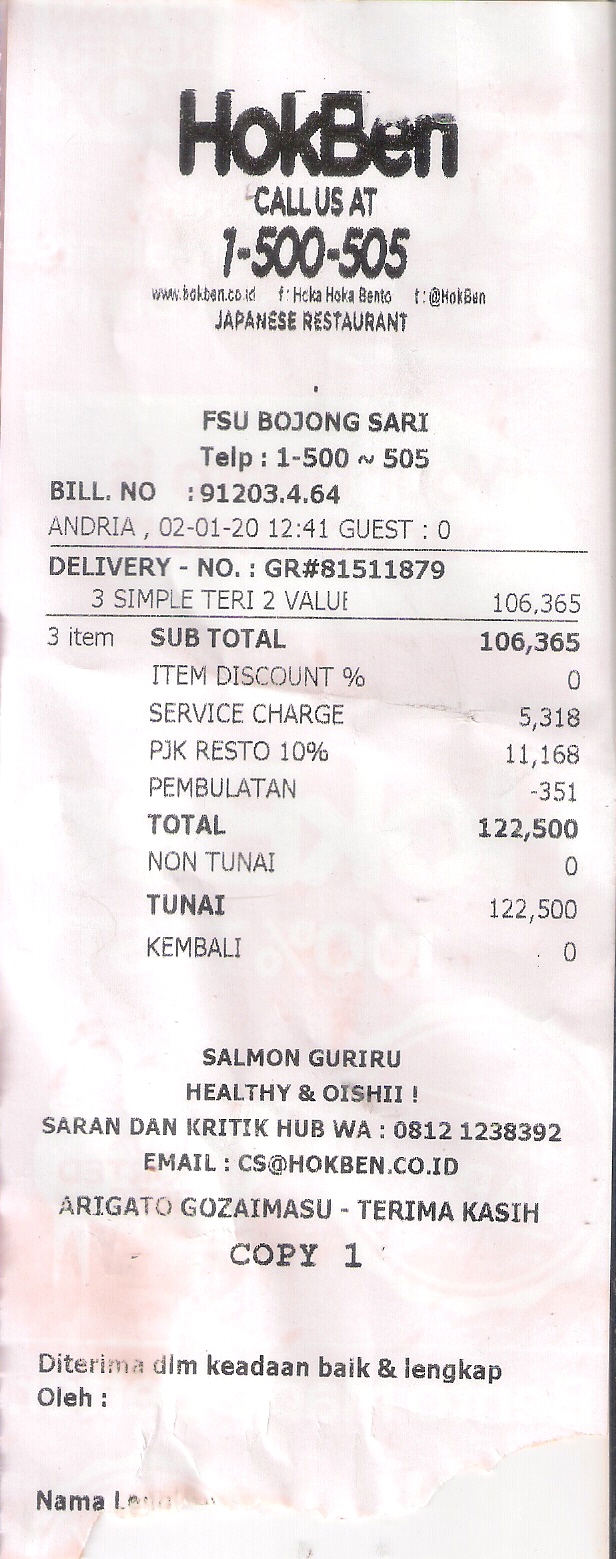 HokBen
CALL US AT
1-500-505
www.hokben.co.id f: Hoka Hoka Bento t: @HokBen
JAPANESE RESTAURANT
FSU BOJONG SARI
Telp : 1-500 ~ 505
BILL. NO : 91203.4.64
ANDRIA , 02-01-20 12:41 GUEST : 0
DELIVERY - NO. : GR#81511879
3 SIMPLE TERI 2 VALUE 106,365
3 item SUB TOTAL 106,365
ITEM DISCOUNT % 0
SERVICE CHARGE 5,318
PJK RESTO 10% 11,168
PEMBULATAN -351
TOTAL 122,500
NON TUNAI 0
TUNAI 122,500
KEMBALI 0
SALMON GURIRU
HEALTHY & OISHII !
SARAN DAN KRITIK HUB WA : 0812 1238392
EMAIL : CS@HOKBEN.CO.ID
ARIGATO GOZAIMASU - TERIMA KASIH
COPY 1
Diterima dlm keadaan baik & lengkap
Oleh :
Nama